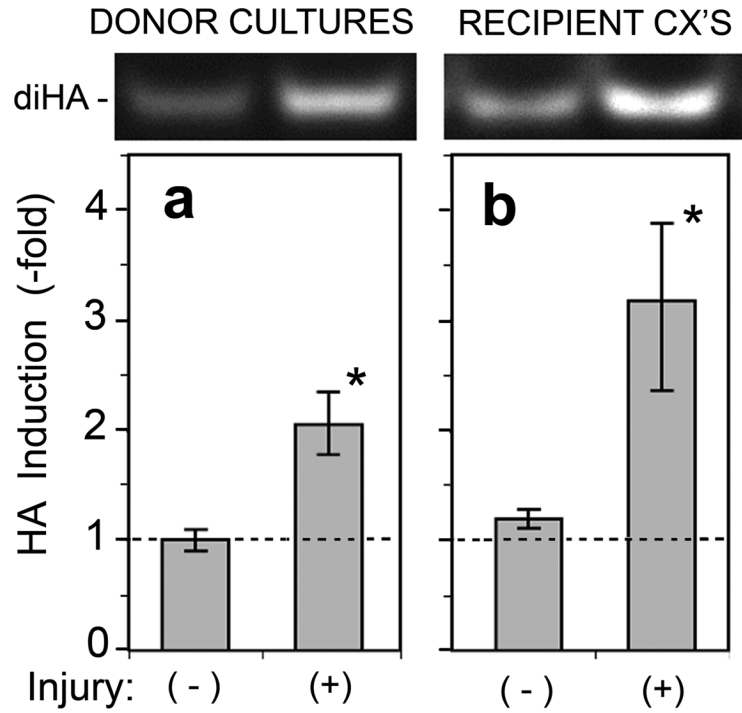 DONOR CULTURES RECIPIENT CX'S
diHA -
a b
* *
HA Induction (-fold)
4
3
2
1
0
Injury: ( - ) (+) ( - ) (+)